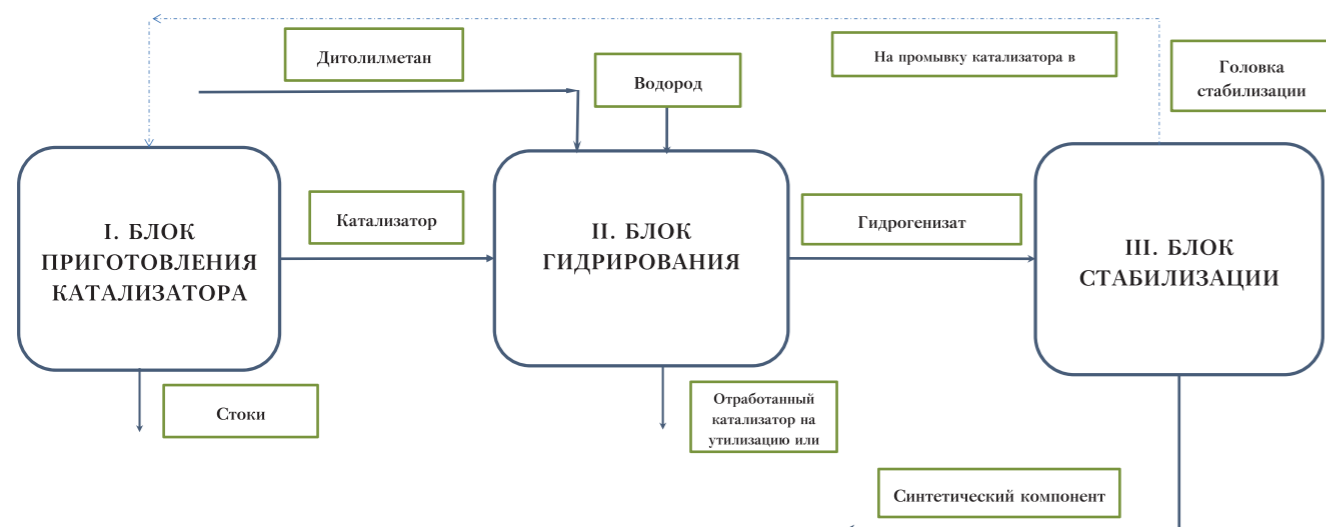 Дитолилметан
На промывку катализатора в
Головка
стабилизации
Водород
Катализатор
Гидрогенизат
I. БЛОК
ПРИГОТОВЛЕНИЯ
КАТАЛИЗАТОРА
II. БЛОК
ГИДРИРОВАНИЯ
III. БЛОК
СТАБИЛИЗАЦИИ
Стоки
Отработанный
катализатор на
утилизацию или
Синтетический компонент